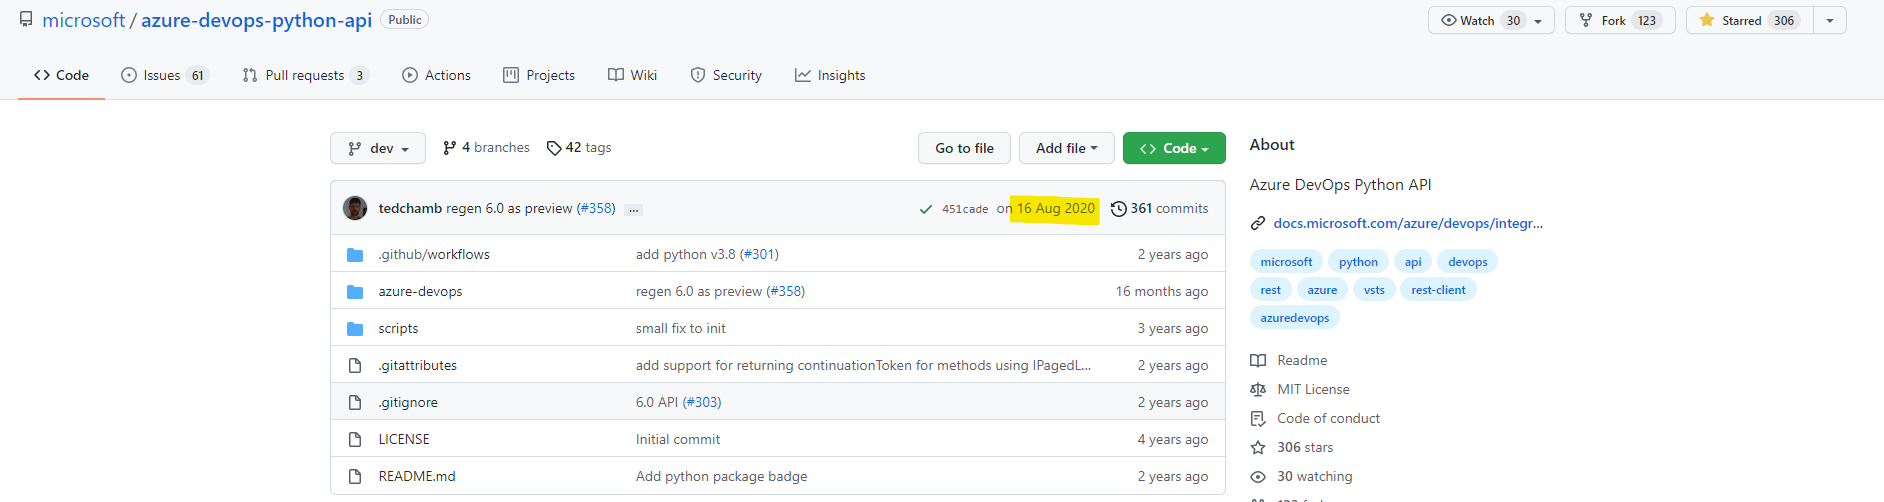 microsoft / azure-devops-python-api Public
Watch 30
Fork 123
Starred 306
Code
Issues 61
Pull requests 3
Actions
Projects
Wiki
Security
Insights
dev
4 branches
42 tags
Go to file
Add file
Code
tedchamb regen 6.0 as preview (#358) ...
451cade on 16 Aug 2020
361 commits
.github/workflows add python v3.8 (#301) 2 years ago
azure-devops regen 6.0 as preview (#358) 16 months ago
scripts small fix to init 3 years ago
.gitattributes add support for returning continuationToken for methods using IPagedL... 2 years ago
.gitignore 6.0 API (#303) 2 years ago
LICENSE Initial commit 4 years ago
README.md Add python package badge 2 years ago
About
Azure DevOps Python API
docs.microsoft.com/azure/devops/integr...
microsoft python api devops
rest azure vsts rest-client
azuredevops
Readme
MIT License
Code of conduct
306 stars
30 watching